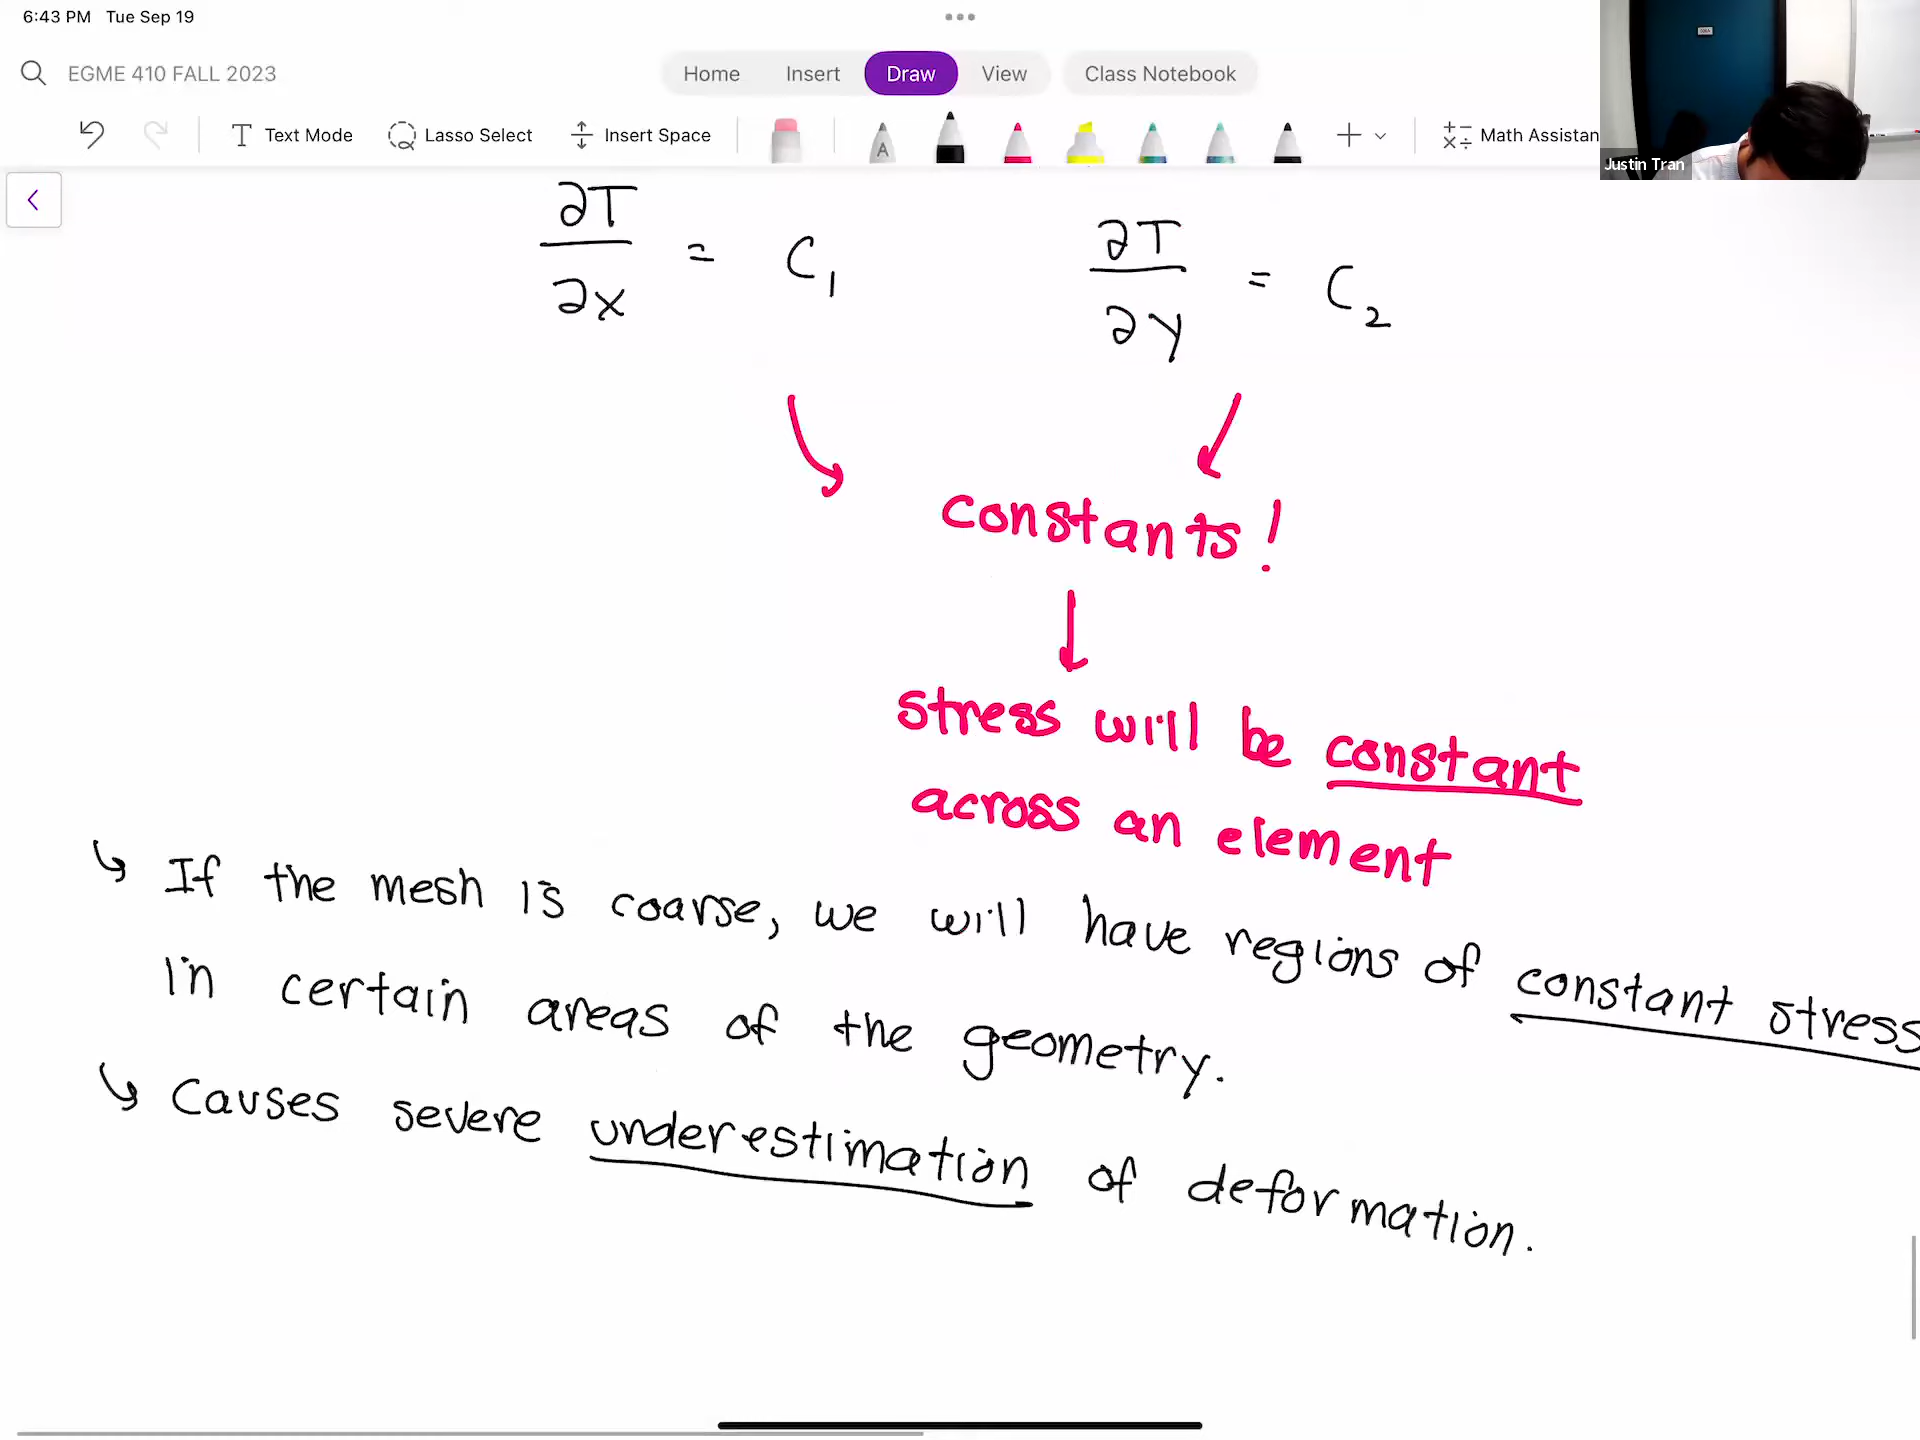 6:43 PM Tue Sep 19
EGME 410 FALL 2023
Home Insert Draw View Class Notebook
Text Mode Lasso Select Insert Space A Math Assistan
Justin Tran
∂T/∂x = C₁ ∂T/∂y = C₂
constants!
stress will be constant
across an element
↳ If the mesh is coarse, we will have regions of constant stress
in certain areas of the geometry.
↳ Causes severe underestimation of deformation.